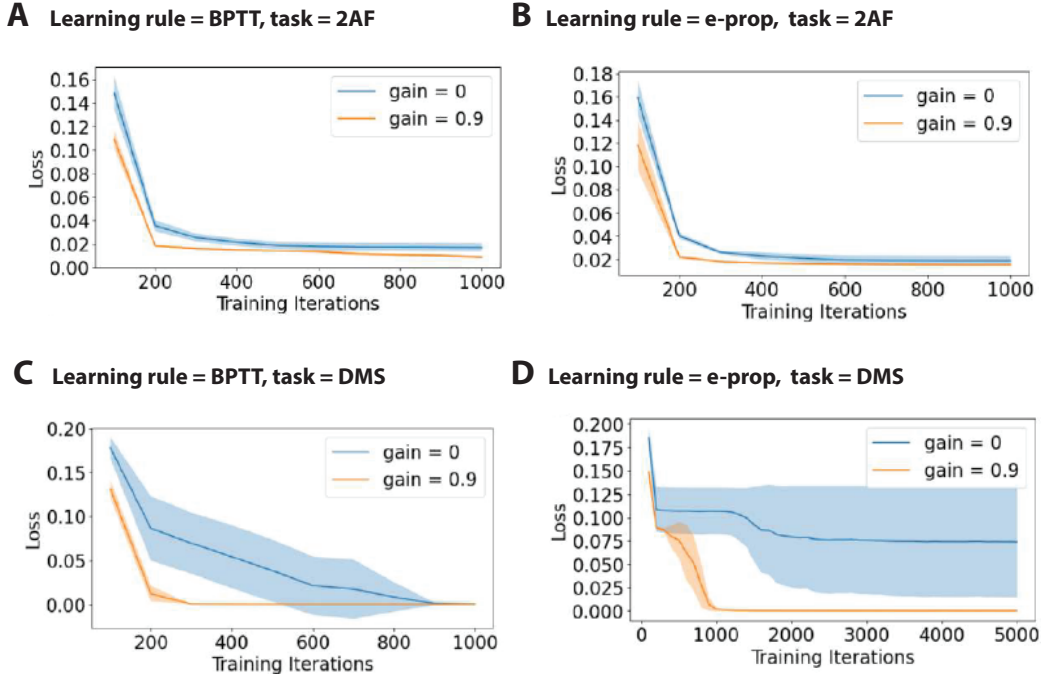 A Learning rule = BPTT, task = 2AF
0.16
0.14
0.12
0.10
0.08
0.06
0.04
0.02
0.00
Loss
gain = 0
gain = 0.9
200 400 600 800 1000
Training Iterations
B Learning rule = e-prop, task = 2AF
0.18
0.16
0.14
0.12
0.10
0.08
0.06
0.04
0.02
Loss
gain = 0
gain = 0.9
200 400 600 800 1000
Training Iterations
C Learning rule = BPTT, task = DMS
0.20
0.15
0.10
0.05
0.00
Loss
gain = 0
gain = 0.9
200 400 600 800 1000
Training Iterations
D Learning rule = e-prop, task = DMS
0.200
0.175
0.150
0.125
0.100
0.075
0.050
0.025
0.000
Loss
gain = 0
gain = 0.9
0 1000 2000 3000 4000 5000
Training Iterations